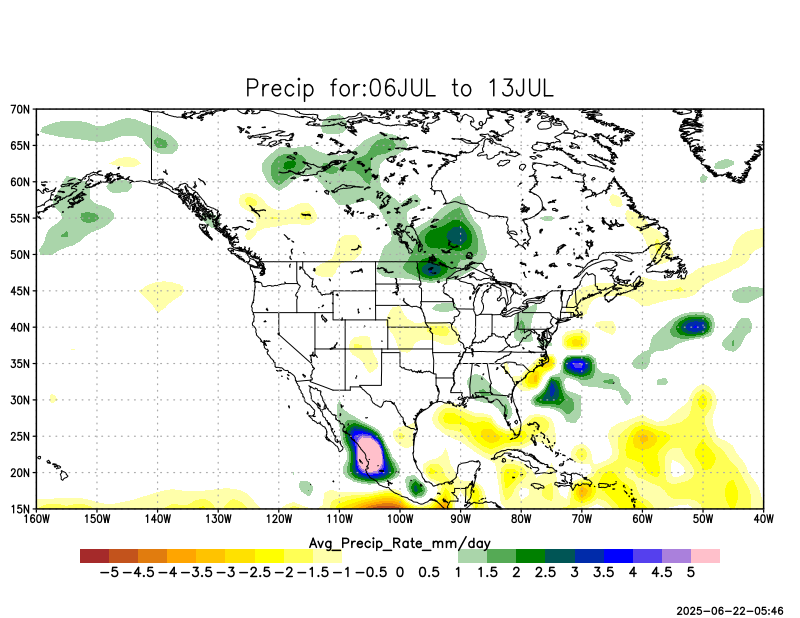 Precip for:06JUL to 13JUL
70N
65N
60N
55N
50N
45N
40N
35N
30N
25N
20N
15N
160W 150W 140W 130W 120W 110W 100W 90W 80W 70W 60W 50W 40W
Avg_Precip_Rate_mm/day
-5 -4.5 -4 -3.5 -3 -2.5 -2 -1.5 -1 -0.5 0 0.5 1 1.5 2 2.5 3 3.5 4 4.5 5
2025-06-22-05:46